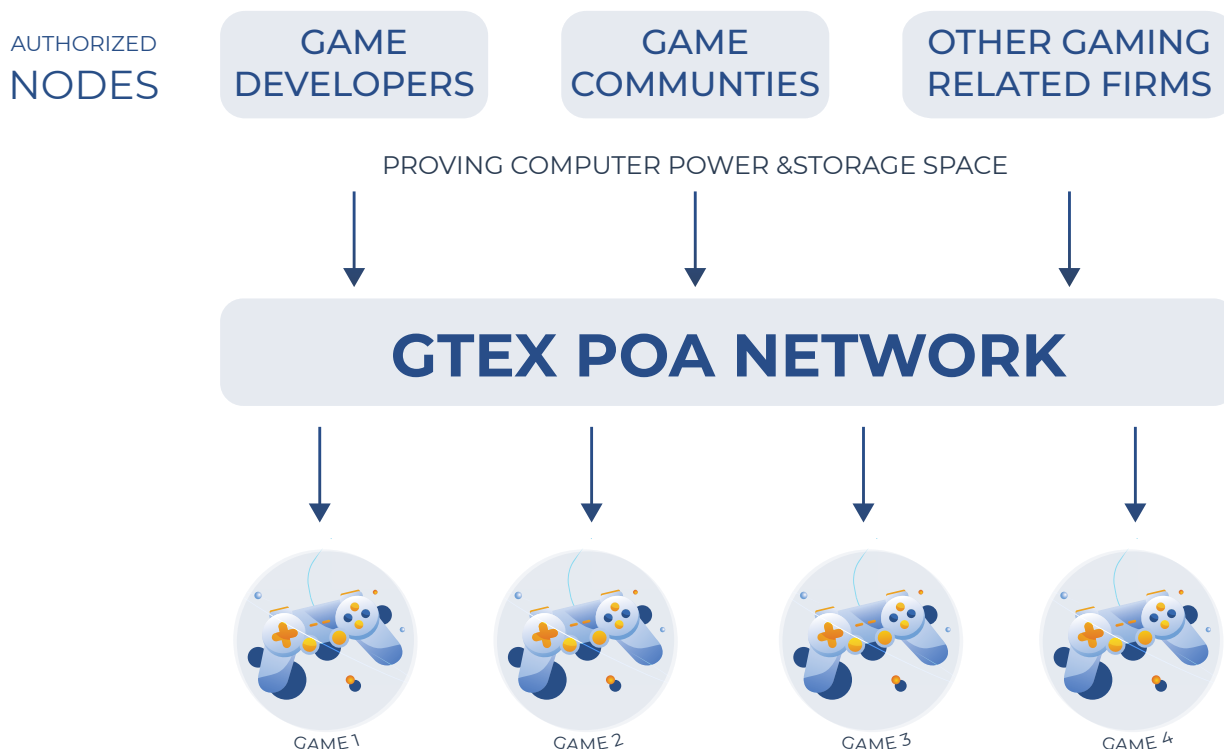 AUTHORIZED
NODES
GAME
DEVELOPERS
GAME
COMMUNTIES
OTHER GAMING
RELATED FIRMS
PROVING COMPUTER POWER &STORAGE SPACE
GTEX POA NETWORK
GAME 1
GAME 2
GAME 3
GAME 4